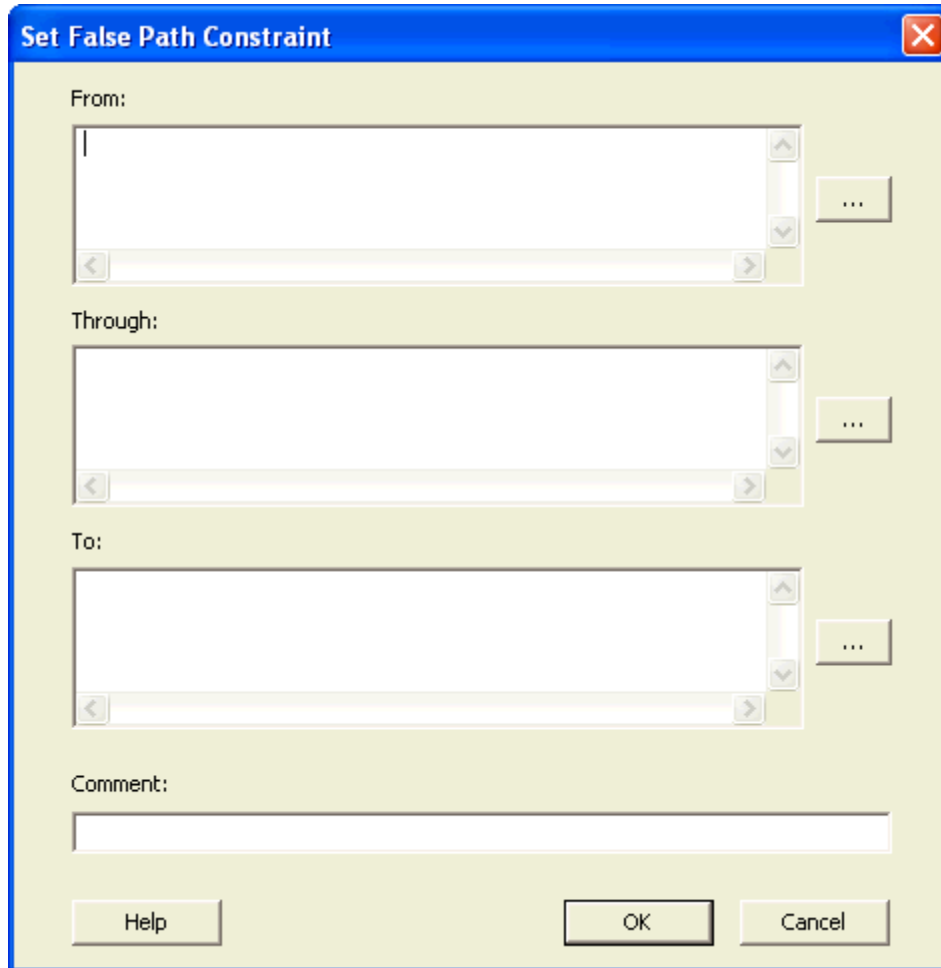 Set False Path Constraint
From:
...
Through:
...
To:
...
Comment:
Help OK Cancel